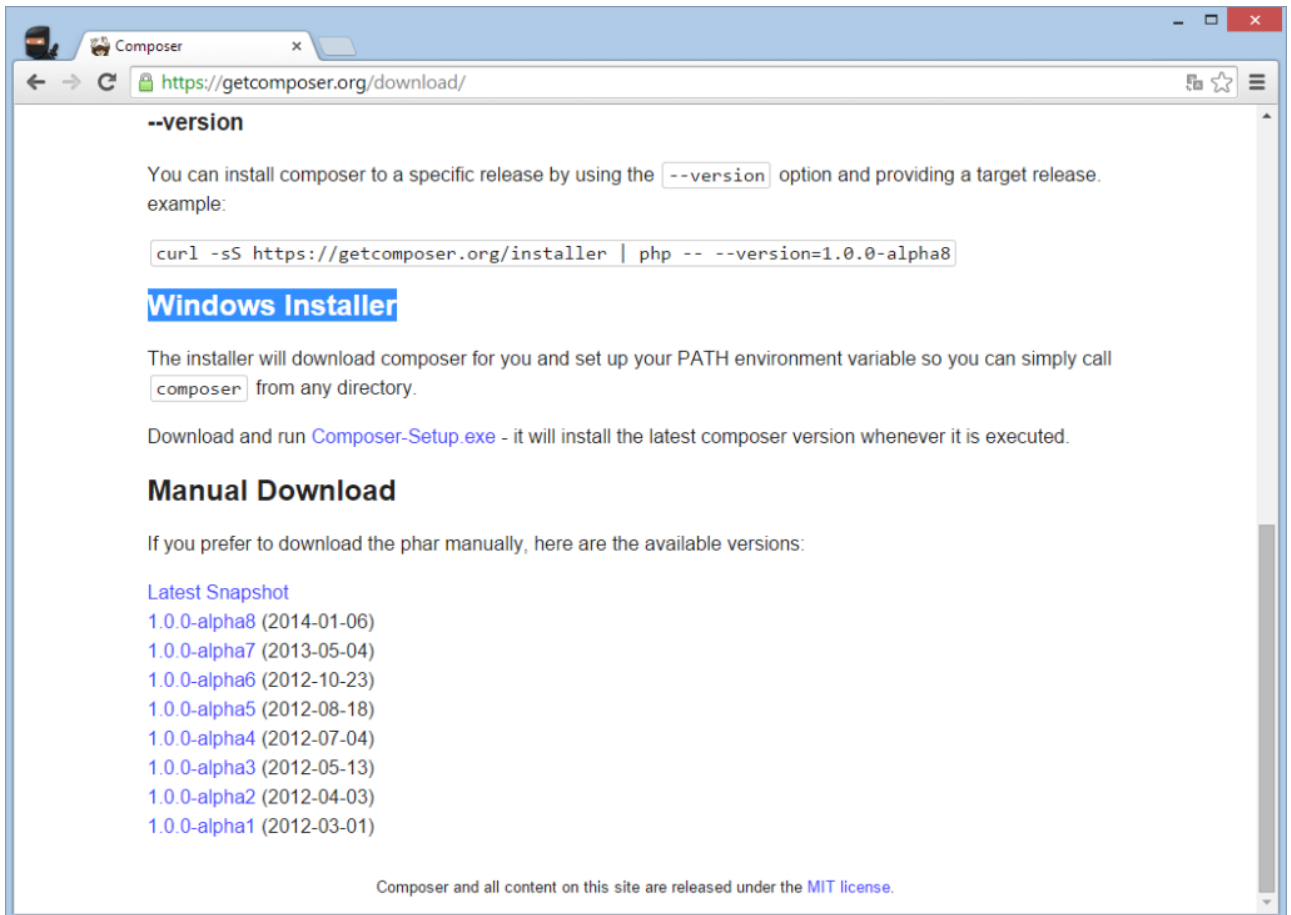 Composer
https://getcomposer.org/download/
--version
You can install composer to a specific release by using the --version option and providing a target release.
example:
curl -sS https://getcomposer.org/installer | php -- --version=1.0.0-alpha8
Windows Installer
The installer will download composer for you and set up your PATH environment variable so you can simply call
composer from any directory.
Download and run Composer-Setup.exe - it will install the latest composer version whenever it is executed.
Manual Download
If you prefer to download the phar manually, here are the available versions:
Latest Snapshot
1.0.0-alpha8 (2014-01-06)
1.0.0-alpha7 (2013-05-04)
1.0.0-alpha6 (2012-10-23)
1.0.0-alpha5 (2012-08-18)
1.0.0-alpha4 (2012-07-04)
1.0.0-alpha3 (2012-05-13)
1.0.0-alpha2 (2012-04-03)
1.0.0-alpha1 (2012-03-01)
Composer and all content on this site are released under the MIT license.